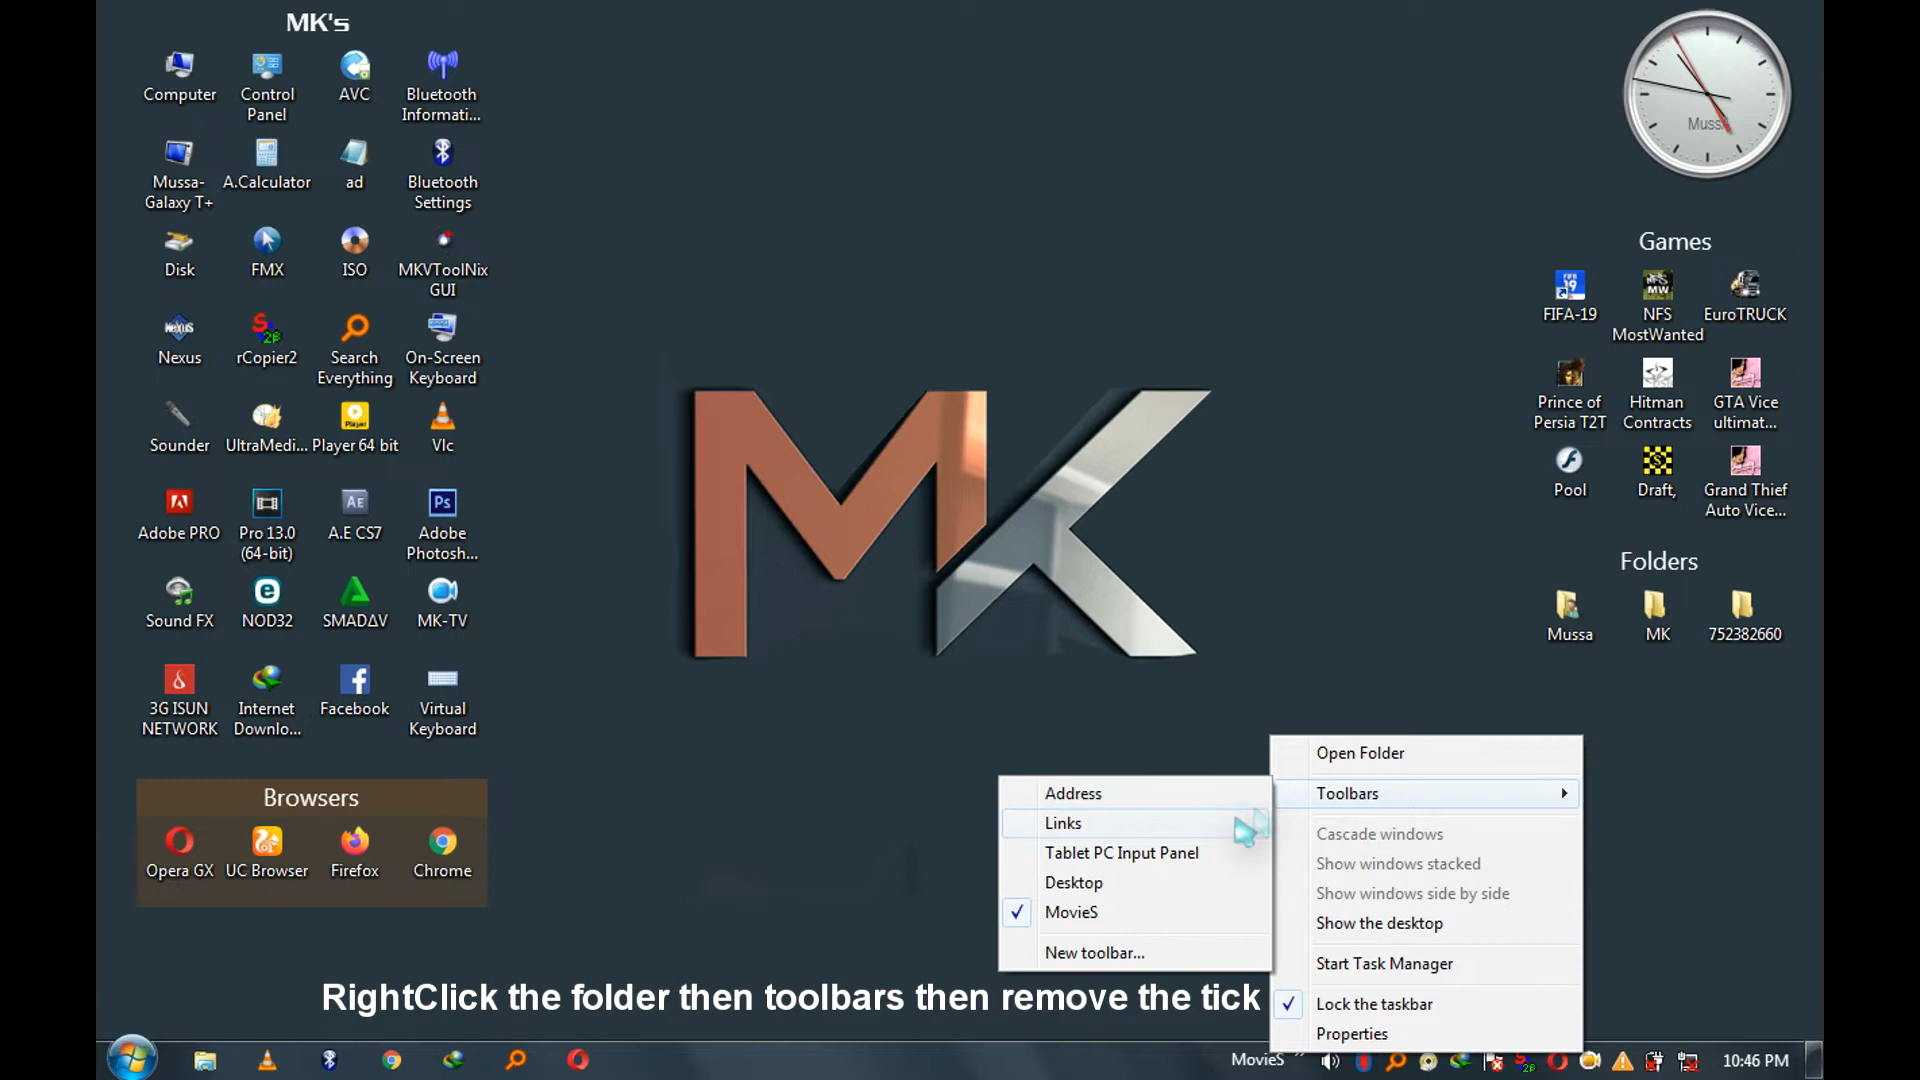 MK's
Computer
Control
Panel
AVC
Bluetooth
Informati...
Mussa-
Galaxy T+
A.Calculator
ad
Bluetooth
Settings
Disk
FMX
ISO
MKVToolNix
GUI
Nexus
rCopier2
Search
Everything
On-Screen
Keyboard
Sounder
UltraMedi...
Player 64 bit
Vlc
Adobe PRO
Pro 13.0
(64-bit)
A.E CS7
Adobe
Photosh...
Sound FX
NOD32
SMADΔV
MK-TV
3G ISUN
NETWORK
Internet
Downlo...
Facebook
Virtual
Keyboard
Browsers
Opera GX
UC Browser
Firefox
Chrome
MK
Games
FIFA-19
NFS
MostWanted
EuroTRUCK
Prince of
Persia T2T
Hitman
Contracts
GTA Vice
ultimat...
Pool
Draft,
Grand Thief
Auto Vice...
Folders
Mussa
MK
752382660
Open Folder
Toolbars
Cascade windows
Show windows stacked
Show windows side by side
Show the desktop
Start Task Manager
Lock the taskbar
Properties
Address
Links
Tablet PC Input Panel
Desktop
MovieS
New toolbar...
RightClick the folder then toolbars then remove the tick
MovieS
10:46 PM